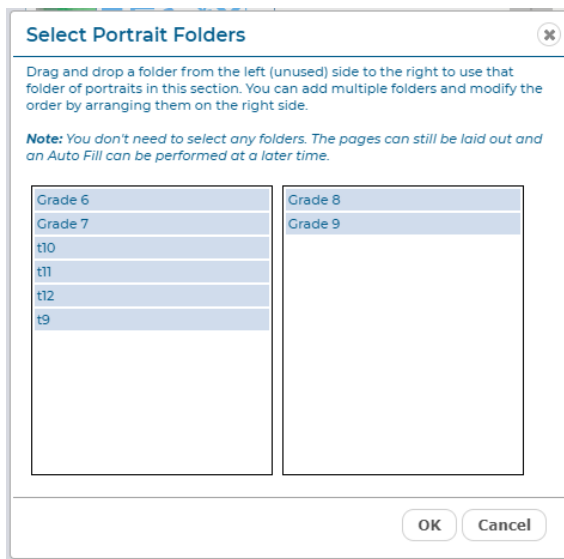 Select Portrait Folders
Drag and drop a folder from the left (unused) side to the right to use that
folder of portraits in this section. You can add multiple folders and modify the
order by arranging them on the right side.
Note: You don't need to select any folders. The pages can still be laid out and
an Auto Fill can be performed at a later time.
Grade 6
Grade 7
t10
t11
t12
t9
Grade 8
Grade 9
OK
Cancel